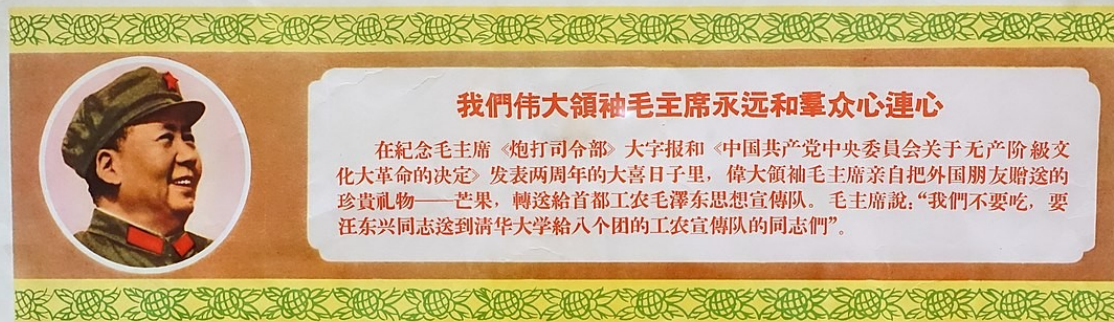 我們伟大領袖毛主席永远和羣众心連心
在紀念毛主席《炮打司令部》大字报和《中国共产党中央委員会关于无产阶級文
化大革命的决定》发表两周年的大喜日子里，偉大領袖毛主席亲自把外国朋友贈送的
珍貴礼物——芒果，轉送給首都工农毛澤东思想宣傳队。毛主席說：“我們不要吃，要
汪东兴同志送到清华大学給八个团的工农宣傳队的同志們”。